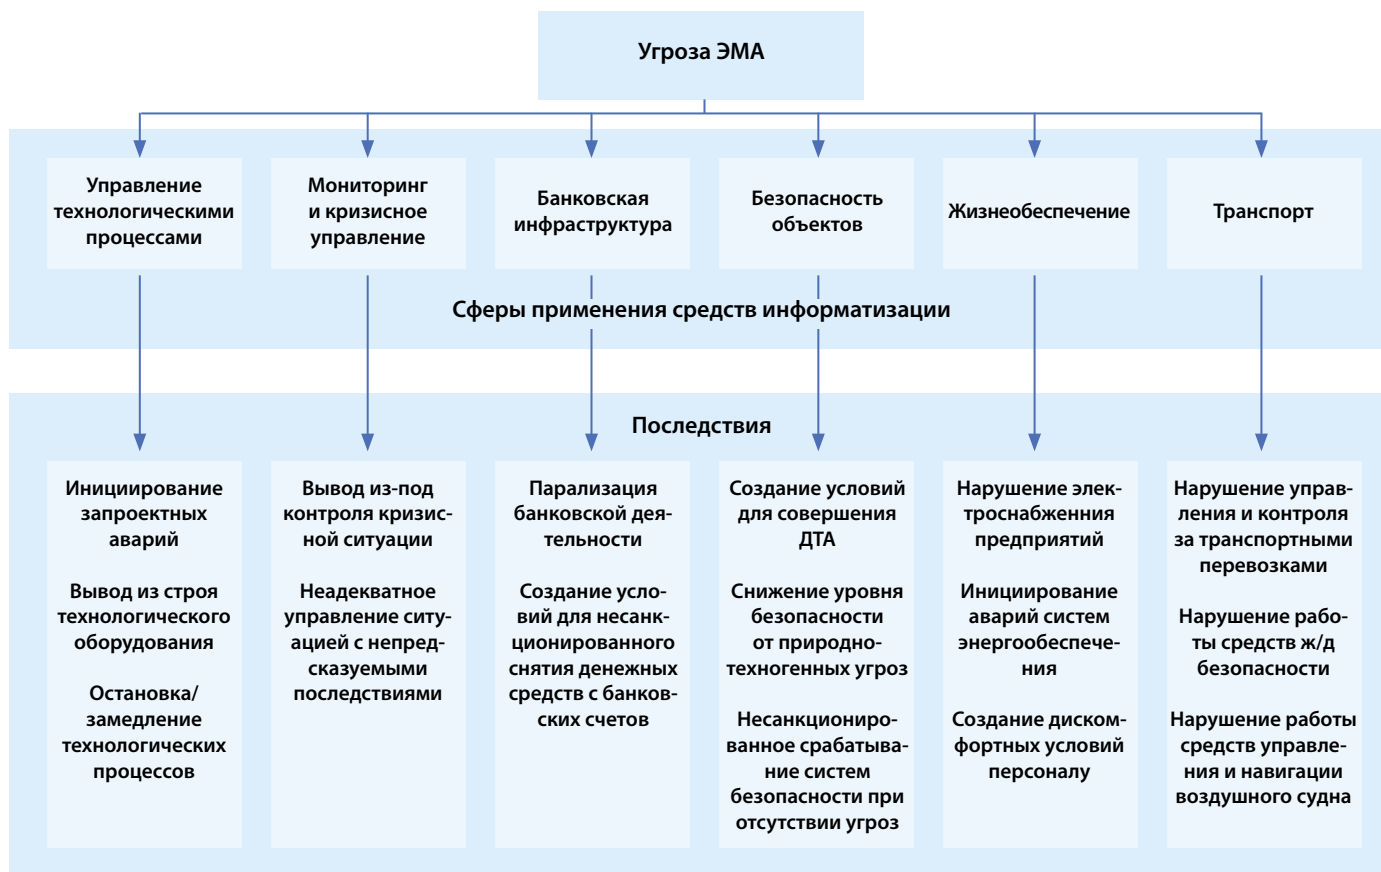 Угроза ЭМА
Управление
технологическими
процессами
Мониторинг
и кризисное
управление
Банковская
инфраструктура
Безопасность
объектов
Жизнеобеспечение
Транспорт
Сферы применения средств информатизации
Последствия
Инициирование
запроектных
аварий
Вывод из строя
технологического
оборудования
Остановка/
замедление
технологических
процессов
Вывод из-под
контроля кризис-
ной ситуации
Неадекватное
управление ситу-
ацией с непред-
сказуемыми
последствиями
Парализация
банковской дея-
тельности
Создание усло-
вий для несанк-
ционированного
снятия денежных
средств с банков-
ских счетов
Создание условий
для совершения
ДТА
Снижение уровня
безопасности
от природно-
техногенных угроз
Несанкциониро-
ванное срабатыва-
ние систем
безопасности при
отсутствии угроз
Нарушение элек-
троснабженния
предприятий
Инициирование
аварий систем
энергообеспече-
ния
Создание диском-
фортных условий
персоналу
Нарушение управ-
ления и контроля
за транспортными
перевозками
Нарушение рабо-
ты средств ж/д
безопасности
Нарушение работы
средств управле-
ния и навигации
воздушного судна